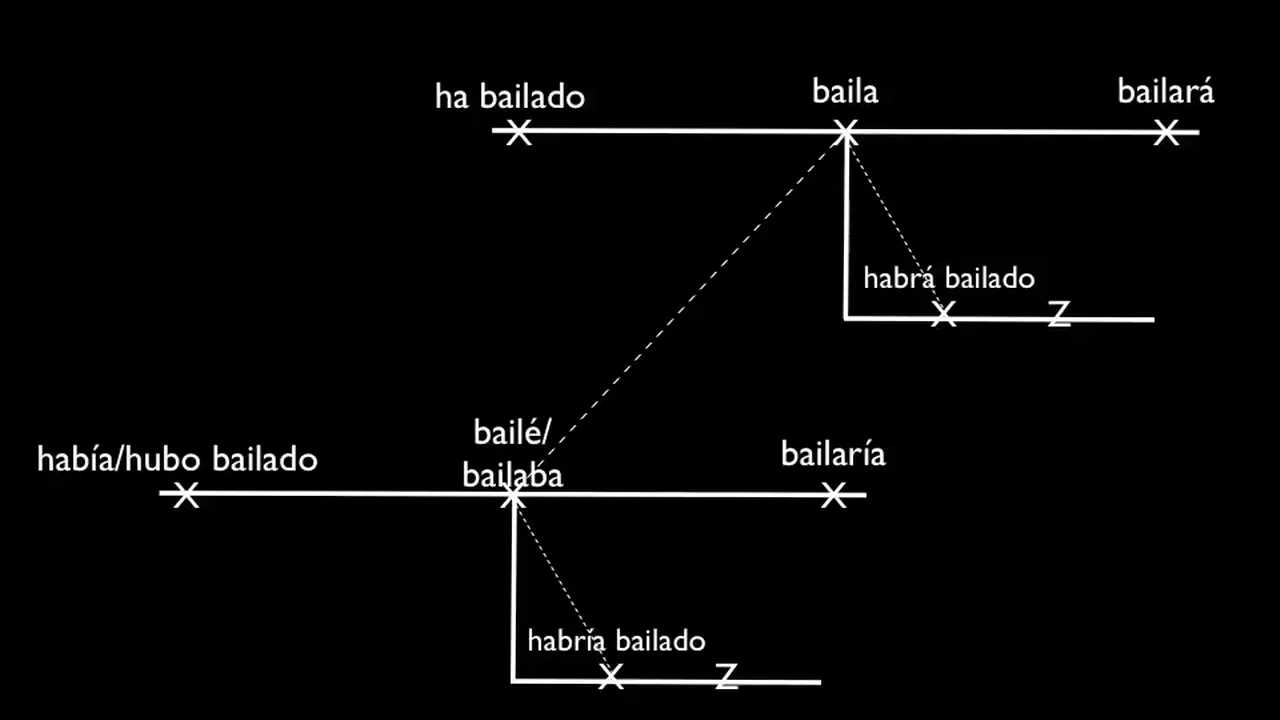 ha bailado
baila
bailará
X
X
X
habrá bailado
X
Z
bailé/
bailaba
había/hubo bailado
bailaría
X
X
X
habría bailado
X
Z